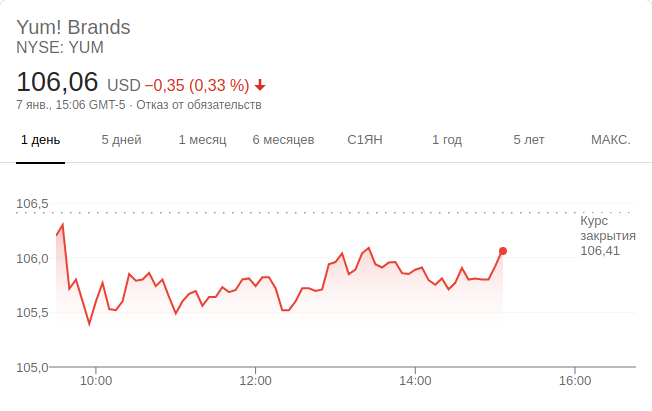 Yum! Brands
NYSE: YUM
106,06 USD −0,35 (0,33 %)
7 янв., 15:06 GMT-5 · Отказ от обязательств
1 день 5 дней 1 месяц 6 месяцев С1ЯН 1 год 5 лет МАКС.
106,5
Курс
закрытия
106,41
106,0
105,5
105,0
10:00 12:00 14:00 16:00